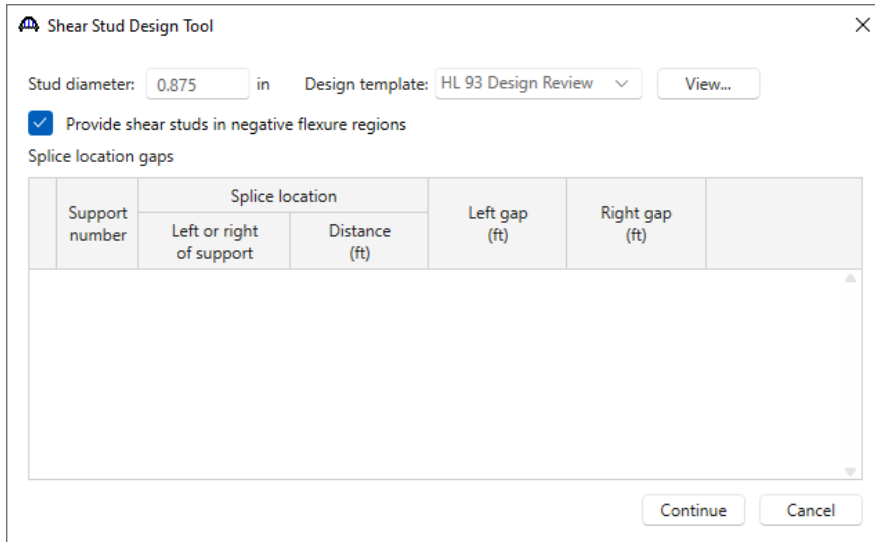 Shear Stud Design Tool
Stud diameter: 0.875 in Design template: HL 93 Design Review View...
Provide shear studs in negative flexure regions
Splice location gaps
Support number
Splice location
Left or right of support
Distance (ft)
Left gap (ft)
Right gap (ft)
Continue Cancel